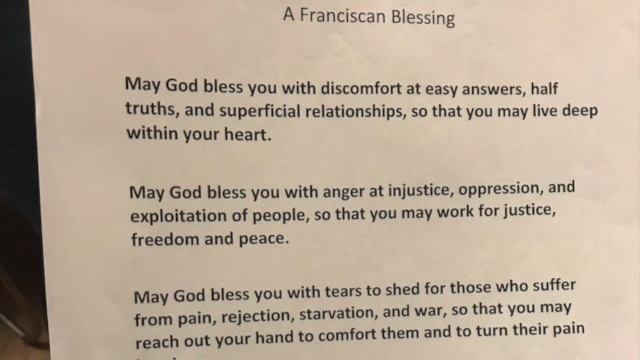 A Franciscan Blessing
May God bless you with discomfort at easy answers, half
truths, and superficial relationships, so that you may live deep
within your heart.
May God bless you with anger at injustice, oppression, and
exploitation of people, so that you may work for justice,
freedom and peace.
May God bless you with tears to shed for those who suffer
from pain, rejection, starvation, and war, so that you may
reach out your hand to comfort them and to turn their pain